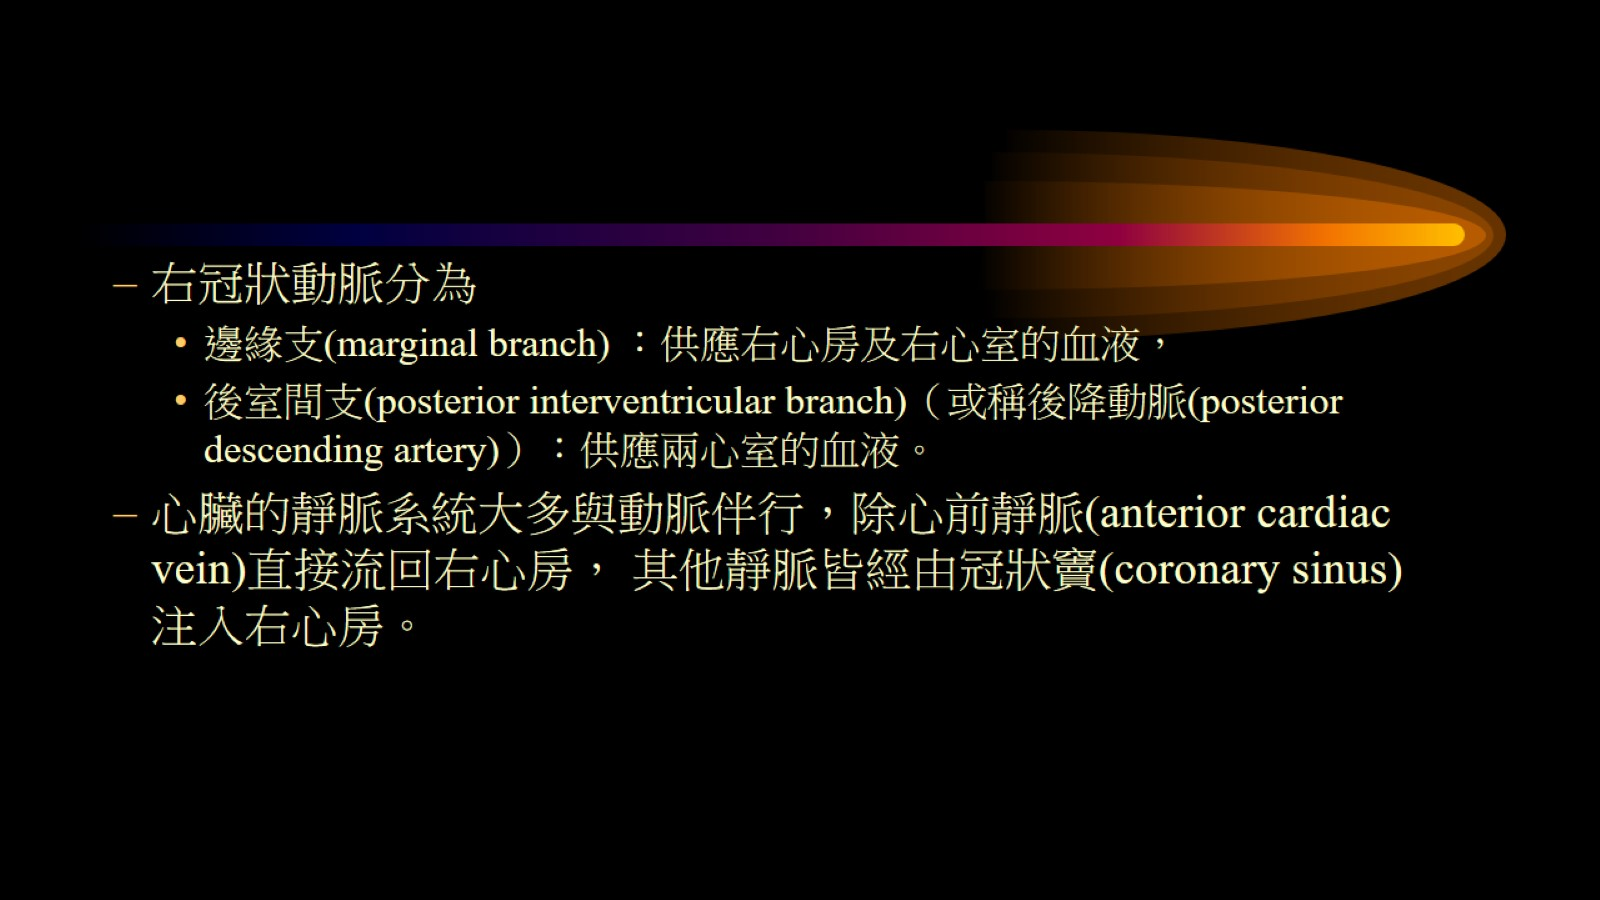 – 右冠狀動脈分為
• 邊緣支(marginal branch) ：供應右心房及右心室的血液，
• 後室間支(posterior interventricular branch)（或稱後降動脈(posterior
descending artery)）：供應兩心室的血液。
– 心臟的靜脈系統大多與動脈伴行，除心前靜脈(anterior cardiac
vein)直接流回右心房， 其他靜脈皆經由冠狀竇(coronary sinus)
注入右心房。